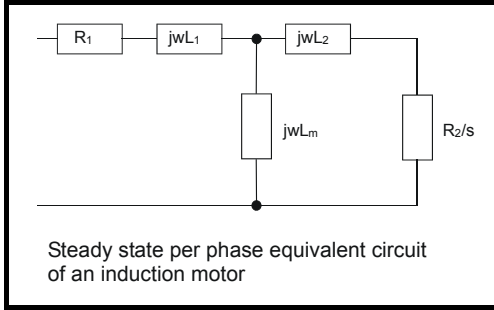 R₁ jwL₁ jwL₂
jwLₘ R₂/s
Steady state per phase equivalent circuit
of an induction motor